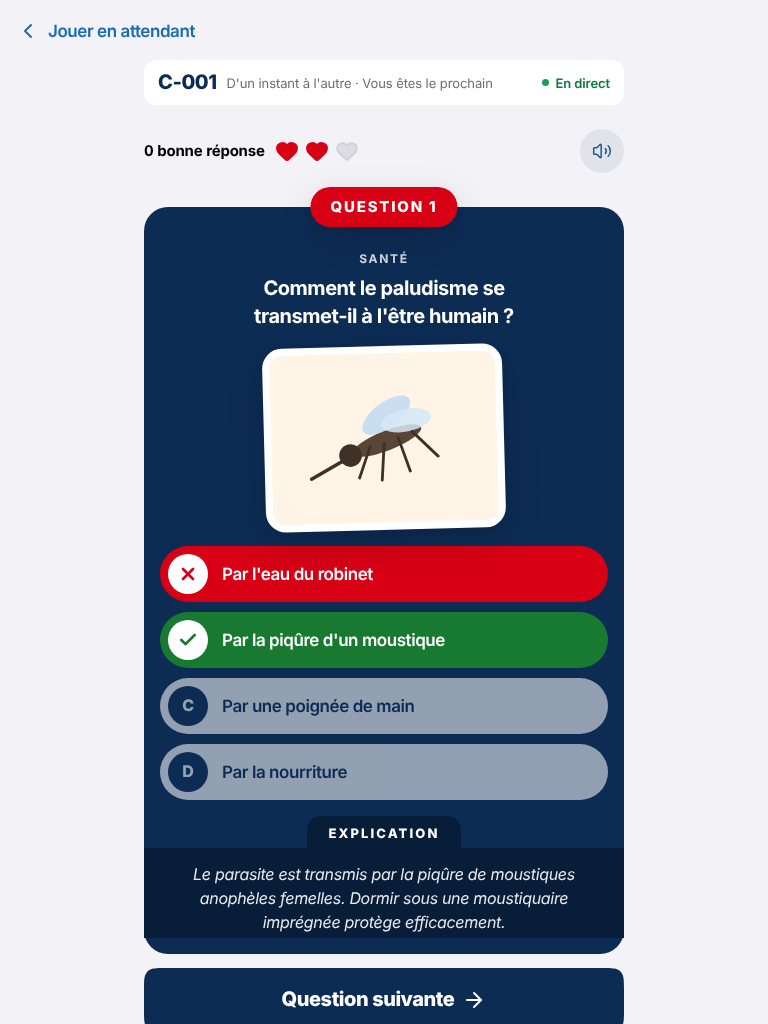 Jouer en attendant
C-001 D'un instant à l'autre · Vous êtes le prochain En direct
0 bonne réponse
QUESTION 1
SANTÉ
Comment le paludisme se
transmet-il à l'être humain ?
Par l'eau du robinet
Par la piqûre d'un moustique
C Par une poignée de main
D Par la nourriture
EXPLICATION
Le parasite est transmis par la piqûre de moustiques
anophèles femelles. Dormir sous une moustiquaire
imprégnée protège efficacement.
Question suivante